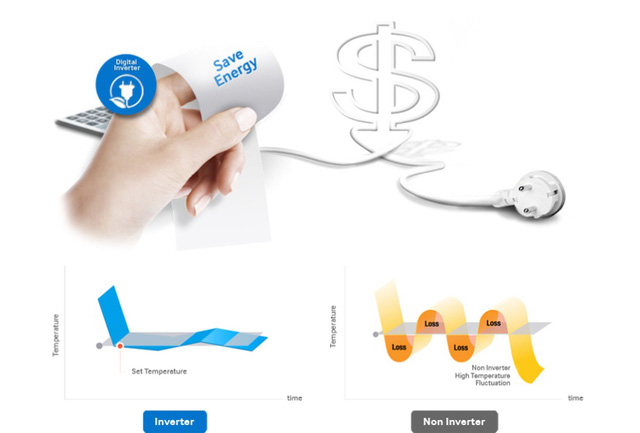 Digital
Inverter
Save
Energy
Temperature
Set Temperature
time
Inverter
Temperature
Loss
Loss
Loss
Loss
Non Inverter
High Temperature
Fluctuation
time
Non Inverter